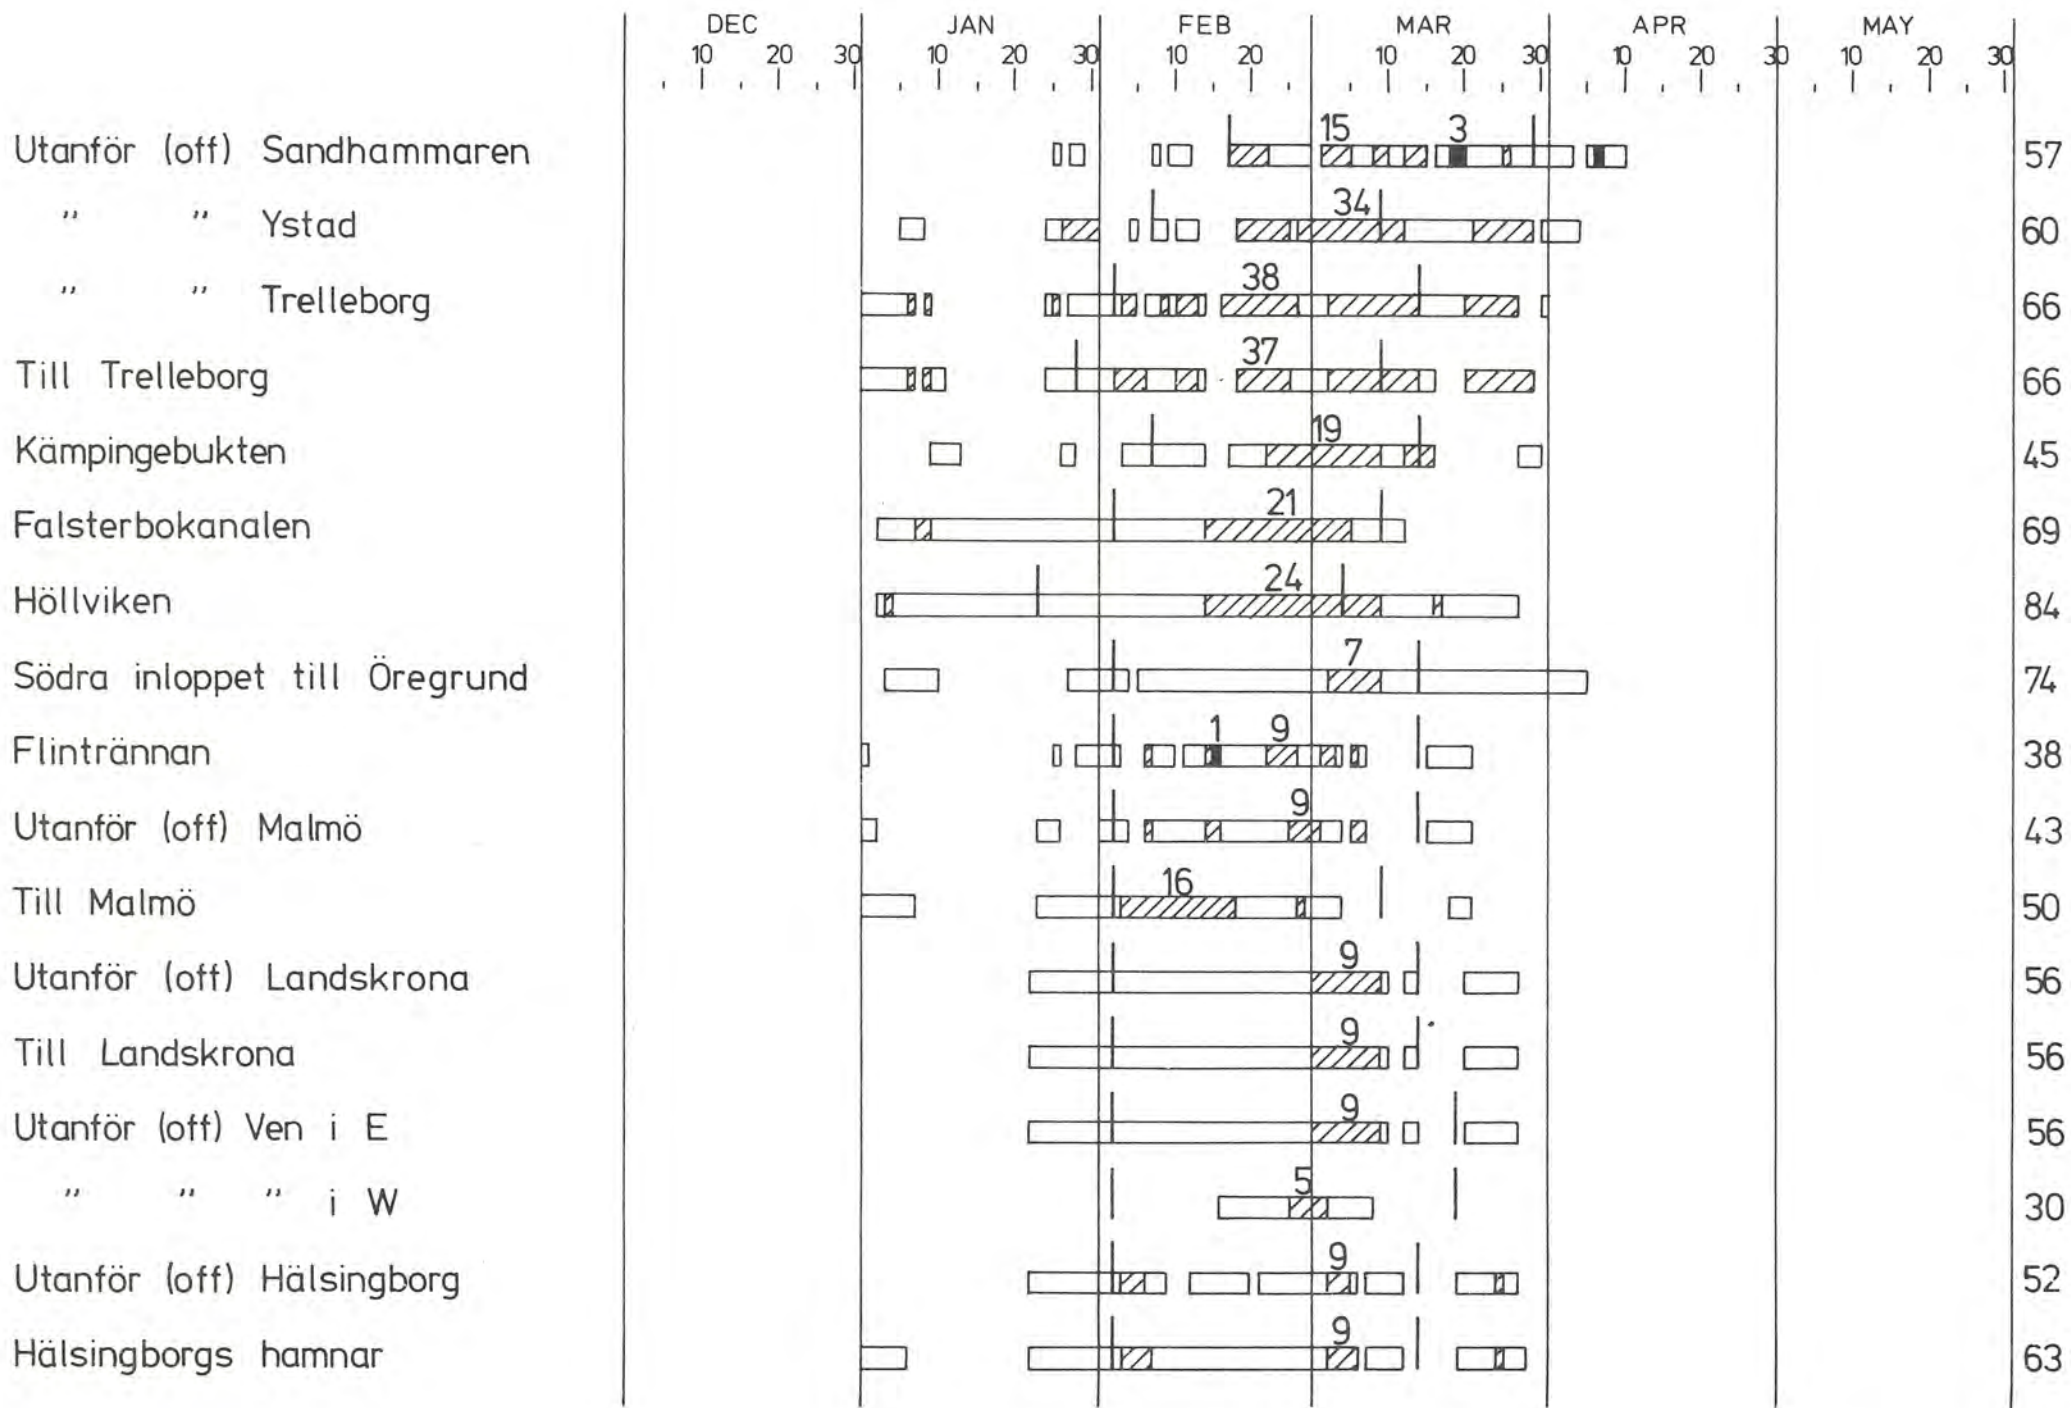 DEC JAN FEB MAR APR MAY
10 20 30 10 20 30 10 20 10 20 30 10 20 30 10 20 30
15 3
Utanför (off) Sandhammaren 57
34
" " Ystad 60
38
" " Trelleborg 66
37
Till Trelleborg 66
19
Kämpingebukten 45
21
Falsterbokanalen 69
24
Höllviken 84
7
Södra inloppet till Öregrund 74
1 9
Flintrännan 38
9
Utanför (off) Malmö 43
16
Till Malmö 50
9
Utanför (off) Landskrona 56
9
Till Landskrona 56
9
Utanför (off) Ven i E 56
5
" " " i W 30
9
Utanför (off) Hälsingborg 52
9
Hälsingborgs hamnar 63